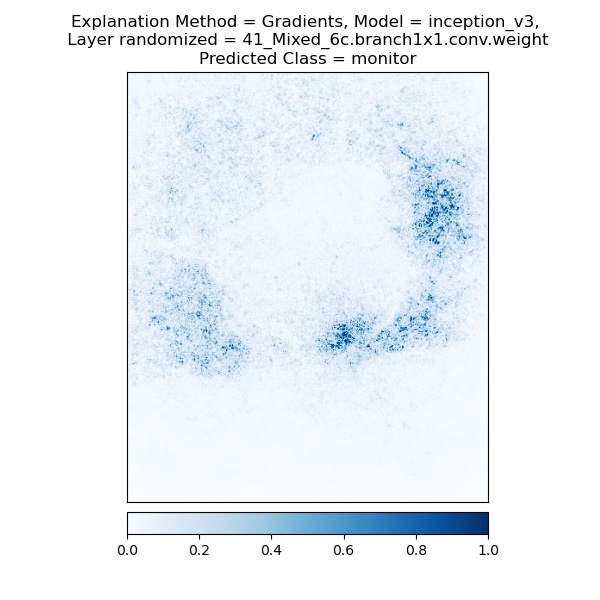 Explanation Method = Gradients, Model = inception_v3,
Layer randomized = 41_Mixed_6c.branch1x1.conv.weight
Predicted Class = monitor
0.0 0.2 0.4 0.6 0.8 1.0